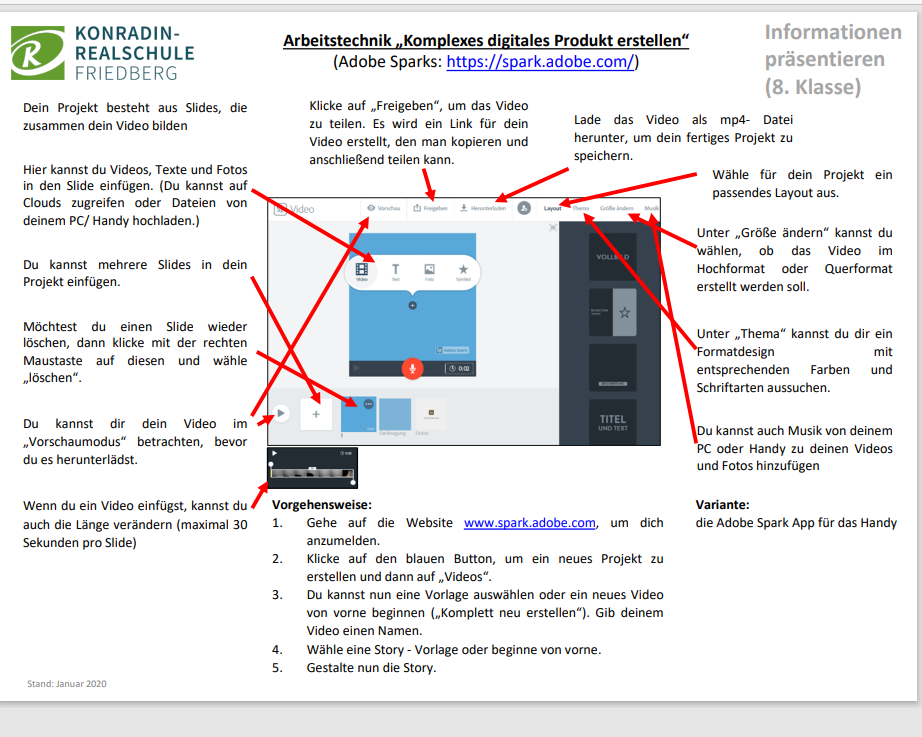 KONRADIN-
REALSCHULE
FRIEDBERG
Arbeitstechnik „Komplexes digitales Produkt erstellen“
(Adobe Sparks: https://spark.adobe.com/)
Informationen
präsentieren
(8. Klasse)
Dein Projekt besteht aus Slides, die
zusammen dein Video bilden
Hier kannst du Videos, Texte und Fotos
in den Slide einfügen. (Du kannst auf
Clouds zugreifen oder Dateien von
deinem PC/ Handy hochladen.)
Du kannst mehrere Slides in dein
Projekt einfügen.
Möchtest du einen Slide wieder
löschen, dann klicke mit der rechten
Maustaste auf diesen und wähle
„löschen“.
Du kannst dir dein Video im
„Vorschaumodus“ betrachten, bevor
du es herunterlädst.
Wenn du ein Video einfügst, kannst du
auch die Länge verändern (maximal 30
Sekunden pro Slide)
Klicke auf „Freigeben“, um das Video
zu teilen. Es wird ein Link für dein
Video erstellt, den man kopieren und
anschließend teilen kann.
Lade das Video als mp4- Datei
herunter, um dein fertiges Projekt zu
speichern.
Wähle für dein Projekt ein
passendes Layout aus.
Unter „Größe ändern“ kannst du
wählen, ob das Video im
Hochformat oder Querformat
erstellt werden soll.
Unter „Thema“ kannst du dir ein
Formatdesign mit
entsprechenden Farben und
Schriftarten aussuchen.
Du kannst auch Musik von deinem
PC oder Handy zu deinen Videos
und Fotos hinzufügen
Video Vorschau Freigeben Herunterladen Layout Thema Größe ändern Musik
VOLLBILD
Video Text Foto Symbol
Adobe Spark
0:02
TITEL
UND TEXT
1
Vorgehensweise:
1. Gehe auf die Website www.spark.adobe.com, um dich
anzumelden.
2. Klicke auf den blauen Button, um ein neues Projekt zu
erstellen und dann auf „Videos“.
3. Du kannst nun eine Vorlage auswählen oder ein neues Video
von vorne beginnen („Komplett neu erstellen“). Gib deinem
Video einen Namen.
4. Wähle eine Story - Vorlage oder beginne von vorne.
5. Gestalte nun die Story.
Variante:
die Adobe Spark App für das Handy
Stand: Januar 2020